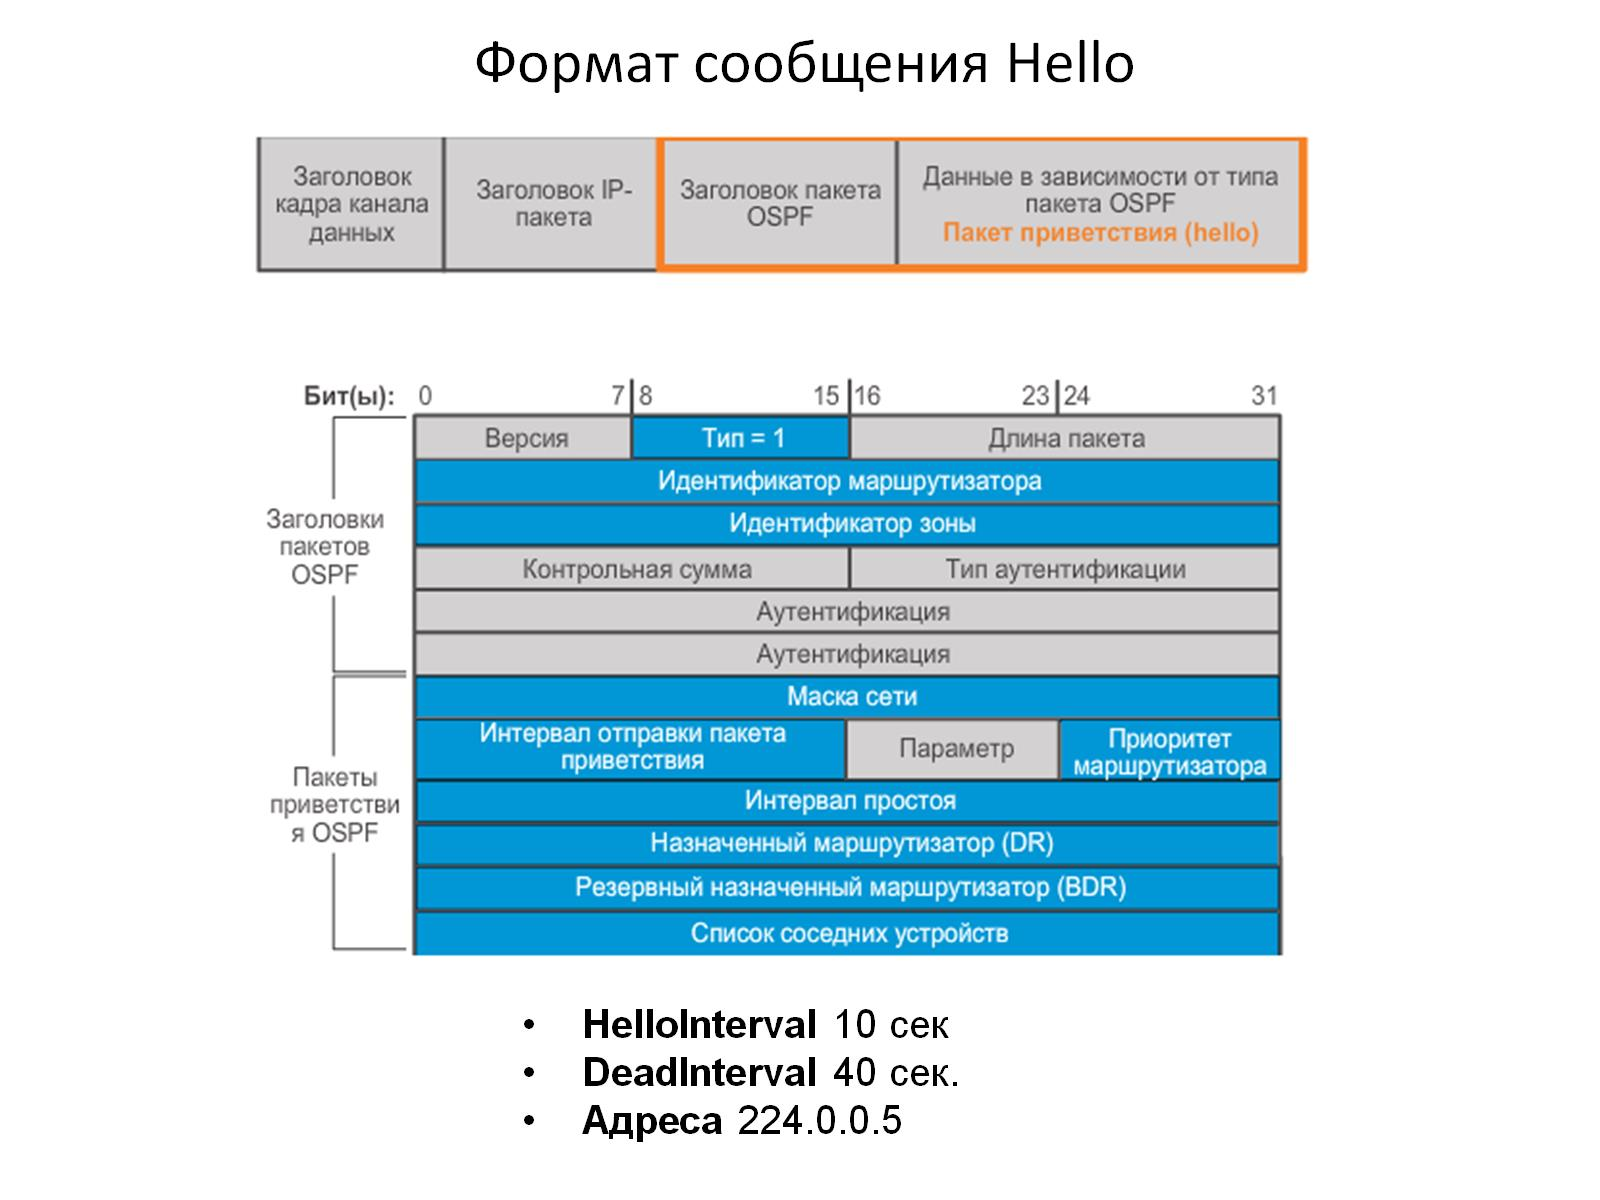 Формат сообщения Hello
Заголовок
кадра канала
данных
Заголовок IP-
пакета
Заголовок пакета
OSPF
Данные в зависимости от типа
пакета OSPF
Пакет приветствия (hello)
Бит(ы): 0 7 8 15 16 23 24 31
Заголовки
пакетов
OSPF
Версия Тип = 1 Длина пакета
Идентификатор маршрутизатора
Идентификатор зоны
Контрольная сумма Тип аутентификации
Аутентификация
Аутентификация
Пакеты
приветстви
я OSPF
Маска сети
Интервал отправки пакета
приветствия
Параметр
Приоритет
маршрутизатора
Интервал простоя
Назначенный маршрутизатор (DR)
Резервный назначенный маршрутизатор (BDR)
Список соседних устройств
• HelloInterval 10 сек
• DeadInterval 40 сек.
• Адреса 224.0.0.5